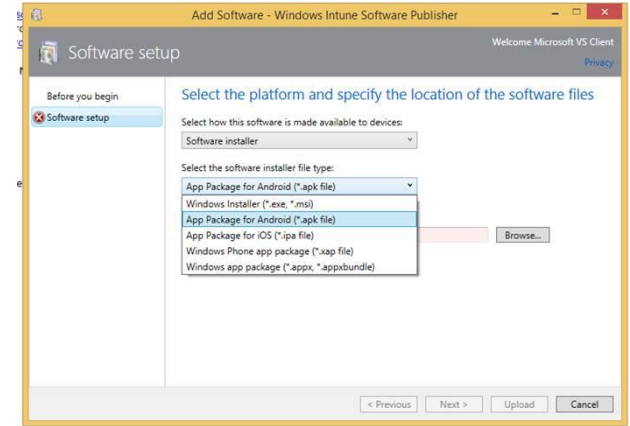 Add Software - Windows Intune Software Publisher
Software setup
Welcome Microsoft VS Client
Privacy
Before you begin
Software setup
Select the platform and specify the location of the software files
Select how this software is made available to devices:
Software installer
Select the software installer file type:
App Package for Android (*.apk file)
Windows Installer (*.exe, *.msi)
App Package for Android (*.apk file)
App Package for iOS (*.ipa file)
Windows Phone app package (*.xap file)
Windows app package (*.appx, *.appxbundle)
Browse...
< Previous
Next >
Upload
Cancel